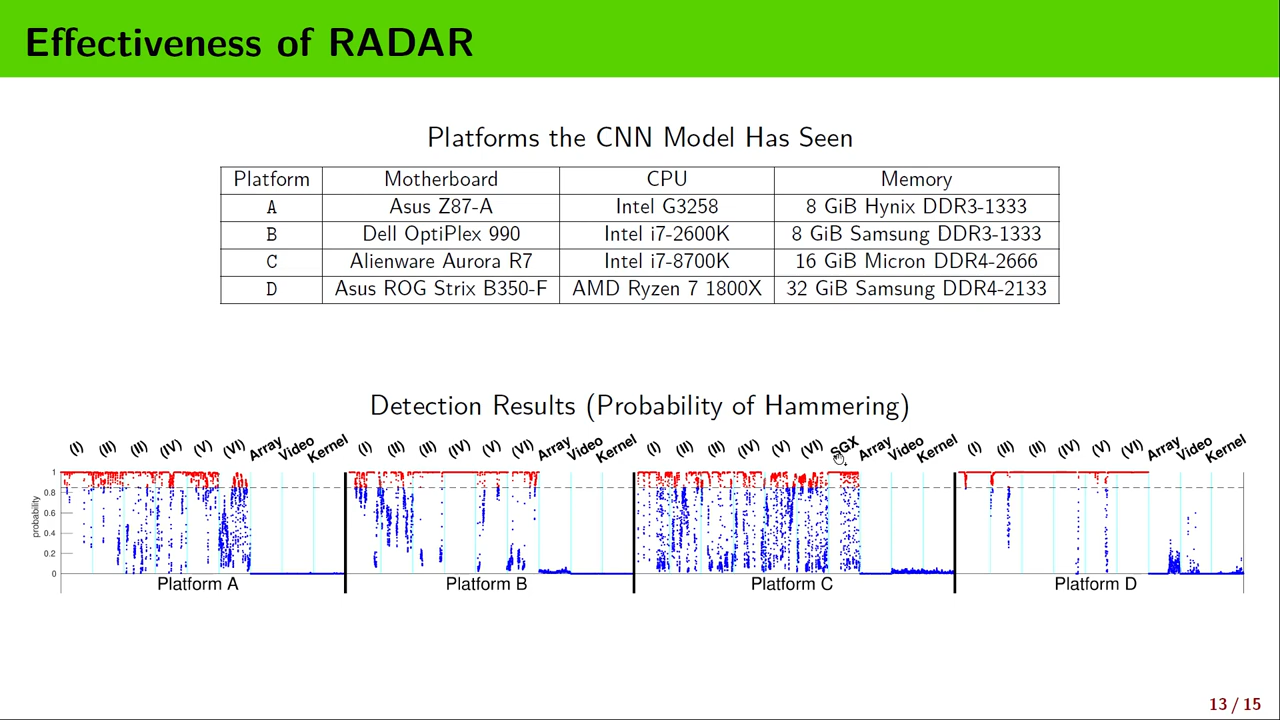 Effectiveness of RADAR
Platforms the CNN Model Has Seen
Platform Motherboard CPU Memory
A Asus Z87-A Intel G3258 8 GiB Hynix DDR3-1333
B Dell OptiPlex 990 Intel i7-2600K 8 GiB Samsung DDR3-1333
C Alienware Aurora R7 Intel i7-8700K 16 GiB Micron DDR4-2666
D Asus ROG Strix B350-F AMD Ryzen 7 1800X 32 GiB Samsung DDR4-2133
Detection Results (Probability of Hammering)
(I) (II) (II) (IV) (V) (VI) Array Video Kernel (I) (II) (II) (IV) (V) (VI) Array Video Kernel (I) (II) (II) (IV) (V) (VI) SGX Array Video Kernel (I) (II) (II) (IV) (V) (VI) Array Video Kernel
1
0.8
0.6
0.4
0.2
0
probability
Platform A Platform B Platform C Platform D
13 / 15